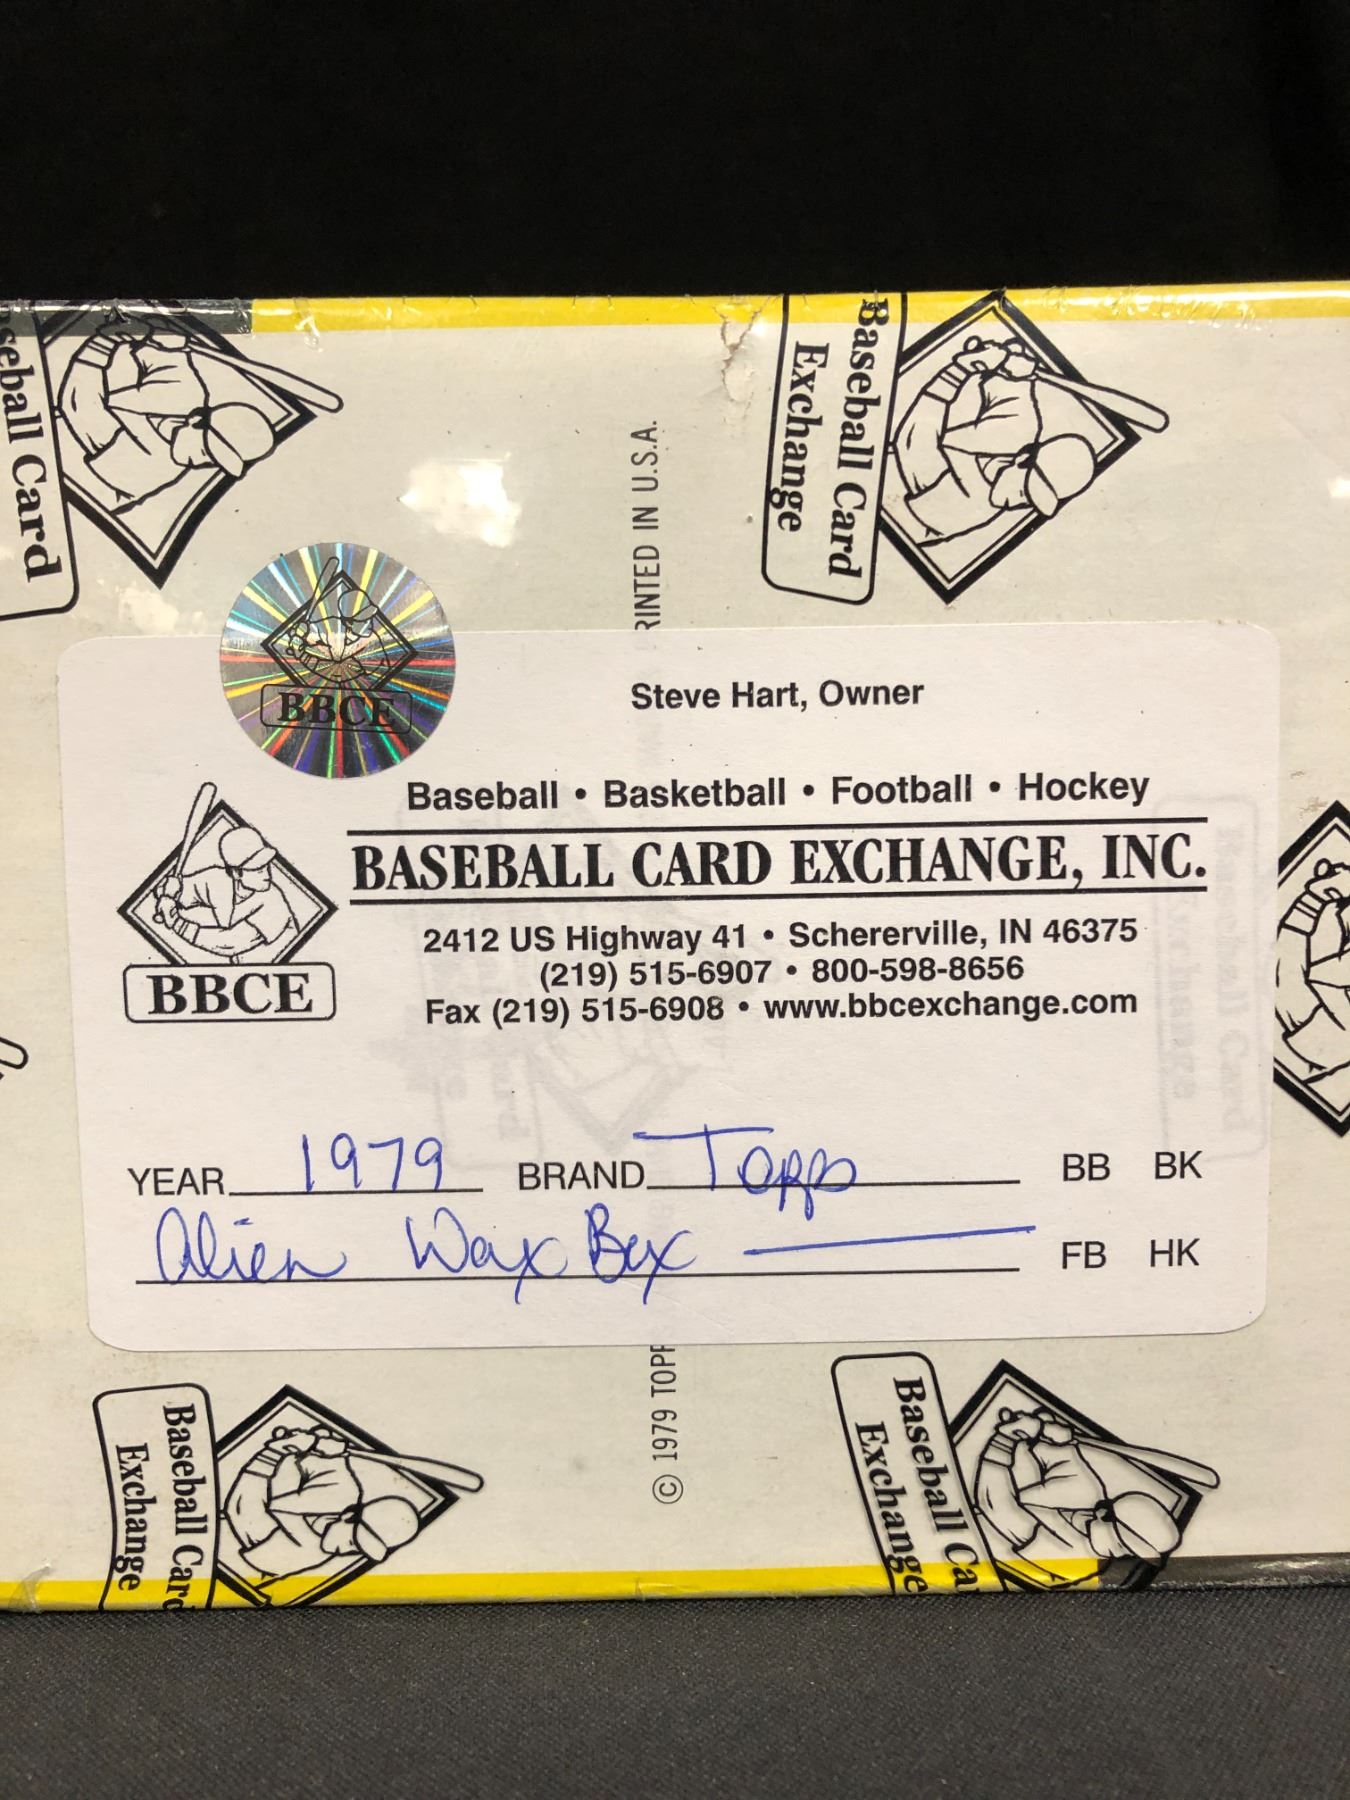 seball Card
Baseball Card
Exchange
PRINTED IN U.S.A.
BBCE
Steve Hart, Owner
Baseball • Basketball • Football • Hockey
BASEBALL CARD EXCHANGE, INC.
2412 US Highway 41 • Schererville, IN 46375
(219) 515-6907 • 800-598-8656
Fax (219) 515-6908 • www.bbcexchange.com
BBCE
YEAR 1979 BRAND Topps BB BK
Alien Wax Box FB HK
© 1979 TOPP
Baseball Card
Exchange
Baseball Ca
Exchange
Baseball Card
Exchange